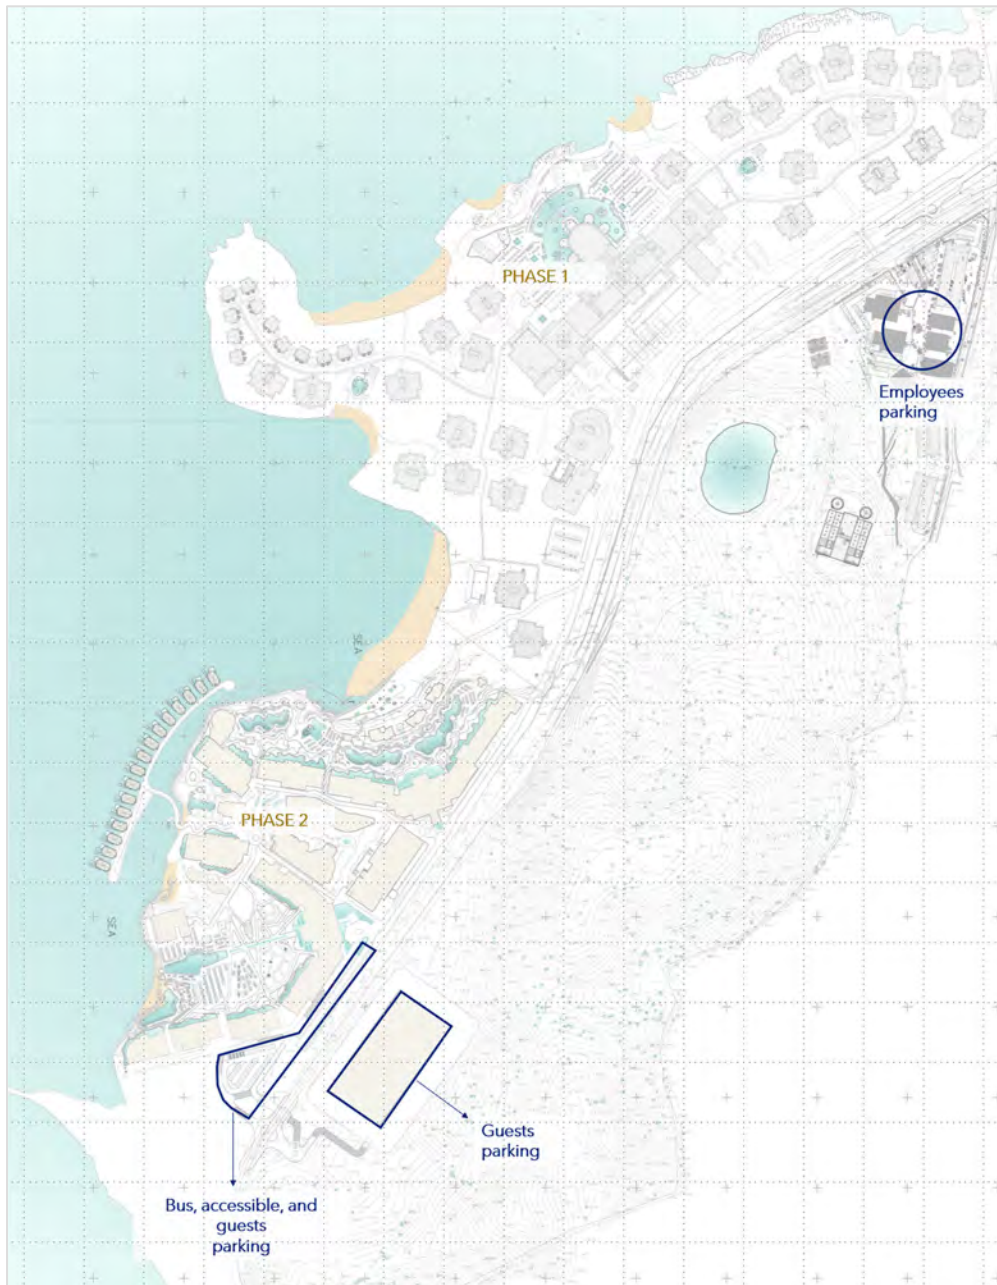 PHASE 1
Employees
parking
SEA
PHASE 2
SEA
Guests
parking
Bus, accessible, and
guests
parking